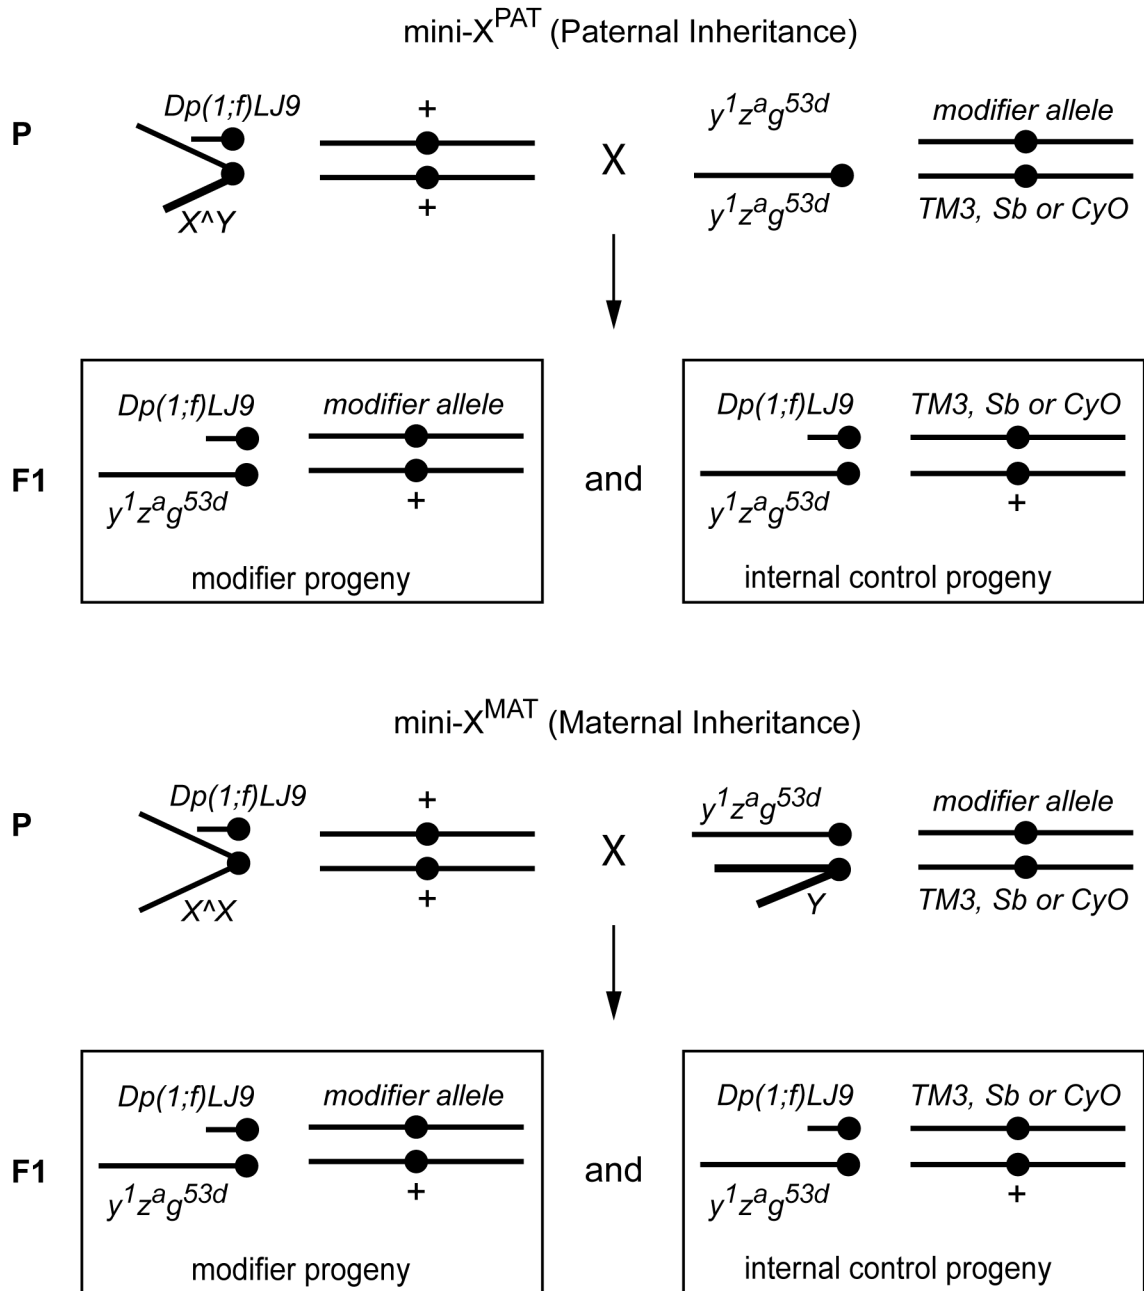 mini-X^PAT (Paternal Inheritance)
P
Dp(1;f)LJ9
+
X^Y
+
X
y^1z^ag^53d
y^1z^ag^53d
modifier allele
TM3, Sb or CyO
F1
Dp(1;f)LJ9
modifier allele
y^1z^ag^53d
+
modifier progeny
and
Dp(1;f)LJ9
TM3, Sb or CyO
y^1z^ag^53d
+
internal control progeny
mini-X^MAT (Maternal Inheritance)
P
Dp(1;f)LJ9
+
X^X
+
X
y^1z^ag^53d
Y
modifier allele
TM3, Sb or CyO
F1
Dp(1;f)LJ9
modifier allele
y^1z^ag^53d
+
modifier progeny
and
Dp(1;f)LJ9
TM3, Sb or CyO
y^1z^ag^53d
+
internal control progeny